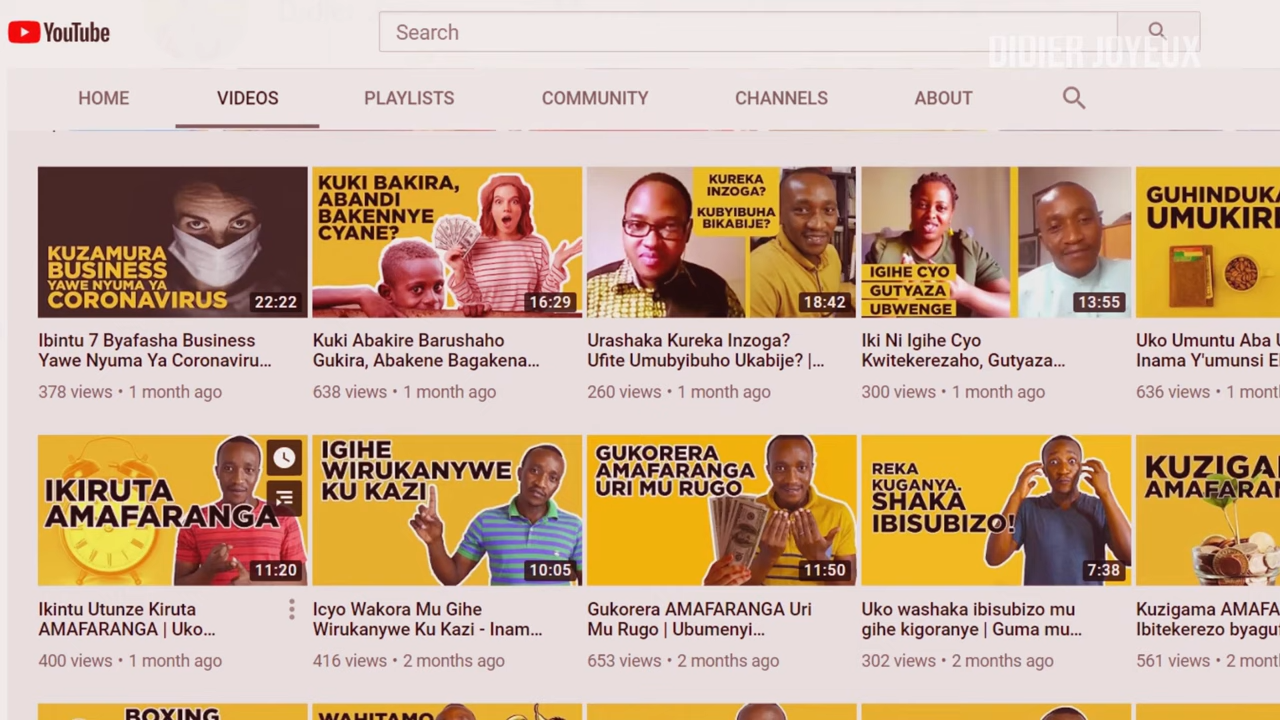 YouTube
Search
DIDIER JOYEUX
HOME
VIDEOS
PLAYLISTS
COMMUNITY
CHANNELS
ABOUT
KUZAMURA
BUSINESS
YAWE NYUMA YA
CORONAVIRUS
22:22
KUKI BAKIRA,
ABANDI
BAKENNYE
CYANE?
16:29
KUREKA
INZOGA?
KUBYIBUHA
BIKABIJE?
18:42
IGIHE CYO
GUTYAZA
UBWENGE
13:55
GUHINDUKA
UMUKIR
Ibintu 7 Byafasha Business
Yawe Nyuma Ya Coronaviru...
378 views • 1 month ago
Kuki Abakire Barushaho
Gukira, Abakene Bagakena...
638 views • 1 month ago
Urashaka Kureka Inzoga?
Ufite Umubyibuho Ukabije? |...
260 views • 1 month ago
Iki Ni Igihe Cyo
Kwitekerezaho, Gutyaza...
300 views • 1 month ago
Uko Umuntu Aba
Inama Y'umunsi
636 views • 1 mont
IKIRUTA
AMAFARANGA
11:20
IGIHE
WIRUKANYWE
KU KAZI
10:05
GUKORERA
AMAFARANGA
URI MU RUGO
11:50
REKA
KUGANYA.
SHAKA
IBISUBIZO!
7:38
KUZIGA
AMAFARAN
Ikintu Utunze Kiruta
AMAFARANGA | Uko...
400 views • 1 month ago
Icyo Wakora Mu Gihe
Wirukanywe Ku Kazi - Inam...
416 views • 2 months ago
Gukorera AMAFARANGA Uri
Mu Rugo | Ubumenyi...
653 views • 2 months ago
Uko washaka ibisubizo mu
gihe kigoranye | Guma mu...
302 views • 2 months ago
Kuzigama AMAFA
Ibitekerezo byagu
561 views • 2 mont
BOXING
WAHITAMO